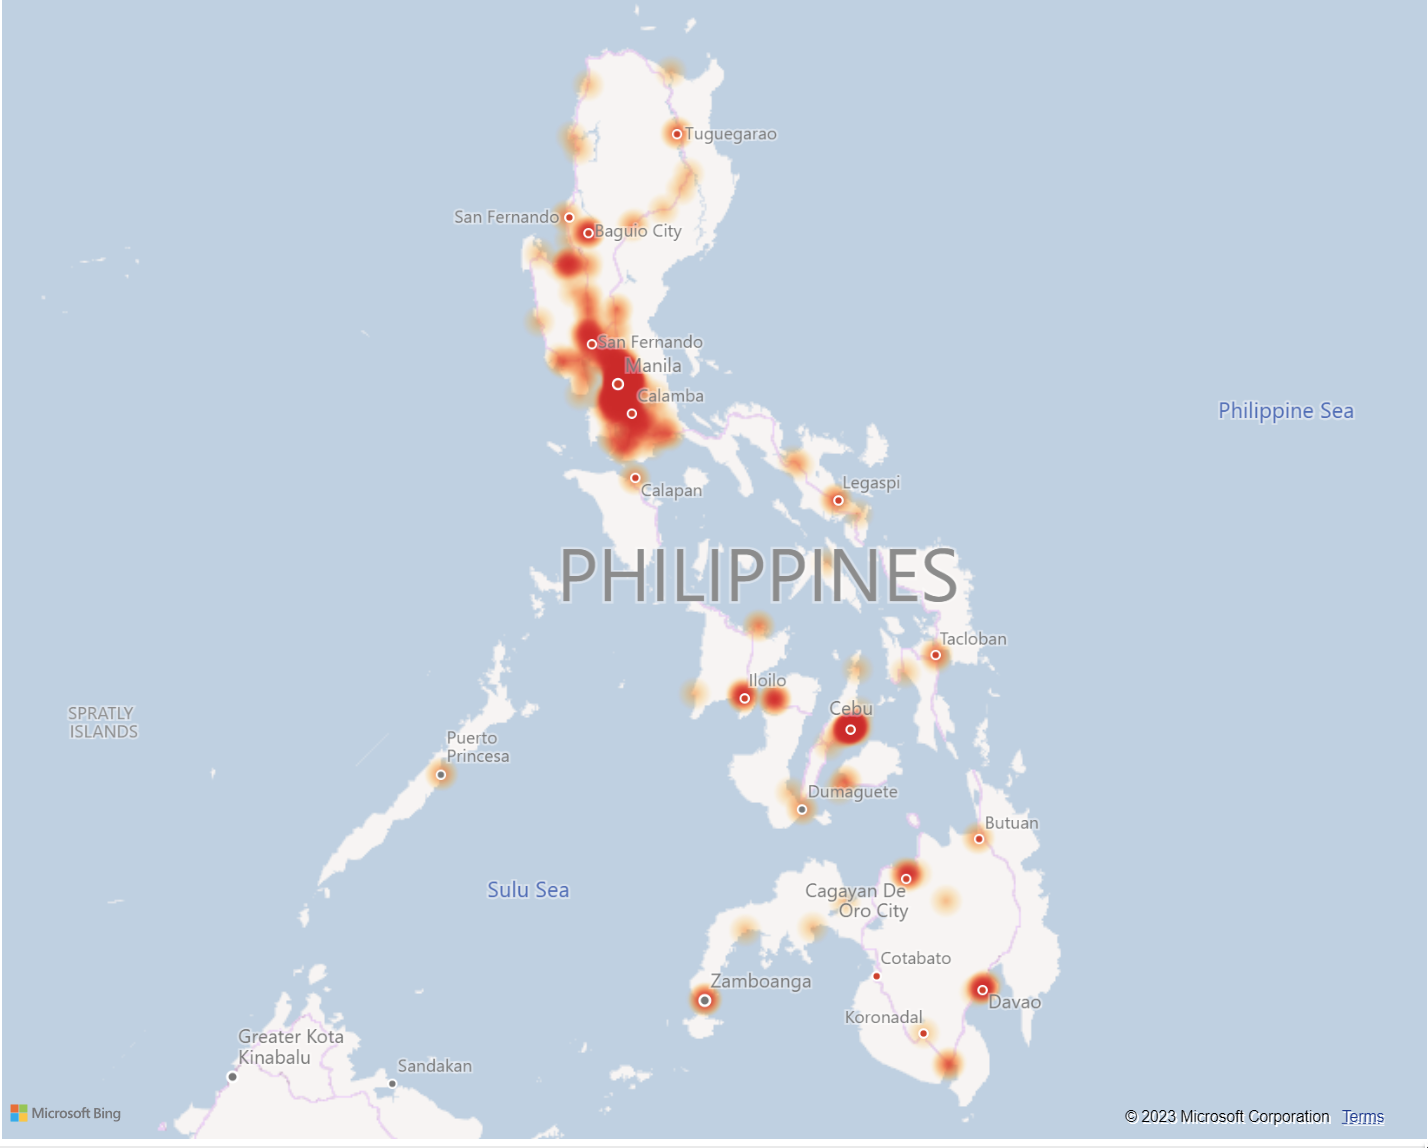 Tuguegarao
San Fernando
Baguio City
San Fernando
Manila
Calamba
Philippine Sea
Legaspi
Calapan
PHILIPPINES
Tacloban
Iloilo
Cebu
SPRATLY
ISLANDS
Puerto
Princesa
Dumaguete
Butuan
Sulu Sea
Cagayan De
Oro City
Cotabato
Zamboanga
Davao
Koronadal
Greater Kota
Kinabalu
Sandakan
Microsoft Bing
© 2023 Microsoft Corporation Terms